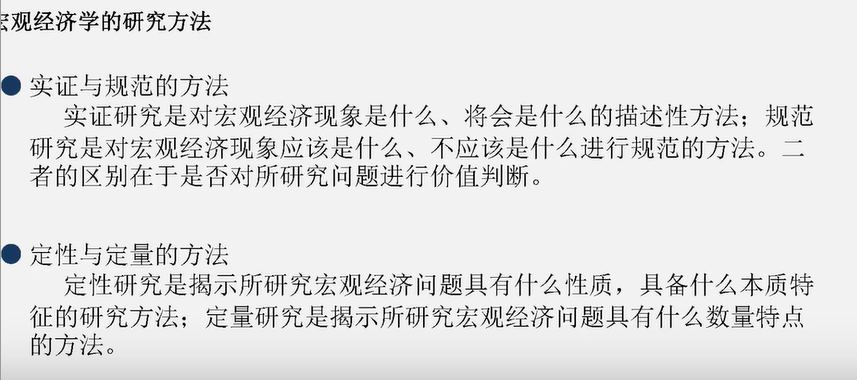 宏观经济学的研究方法
实证与规范的方法
实证研究是对宏观经济现象是什么、将会是什么的描述性方法；规范
研究是对宏观经济现象应该是什么、不应该是什么进行规范的方法。二
者的区别在于是否对所研究问题进行价值判断。
定性与定量的方法
定性研究是揭示所研究宏观经济问题具有什么性质，具备什么本质特
征的研究方法；定量研究是揭示所研究宏观经济问题具有什么数量特点
的方法。